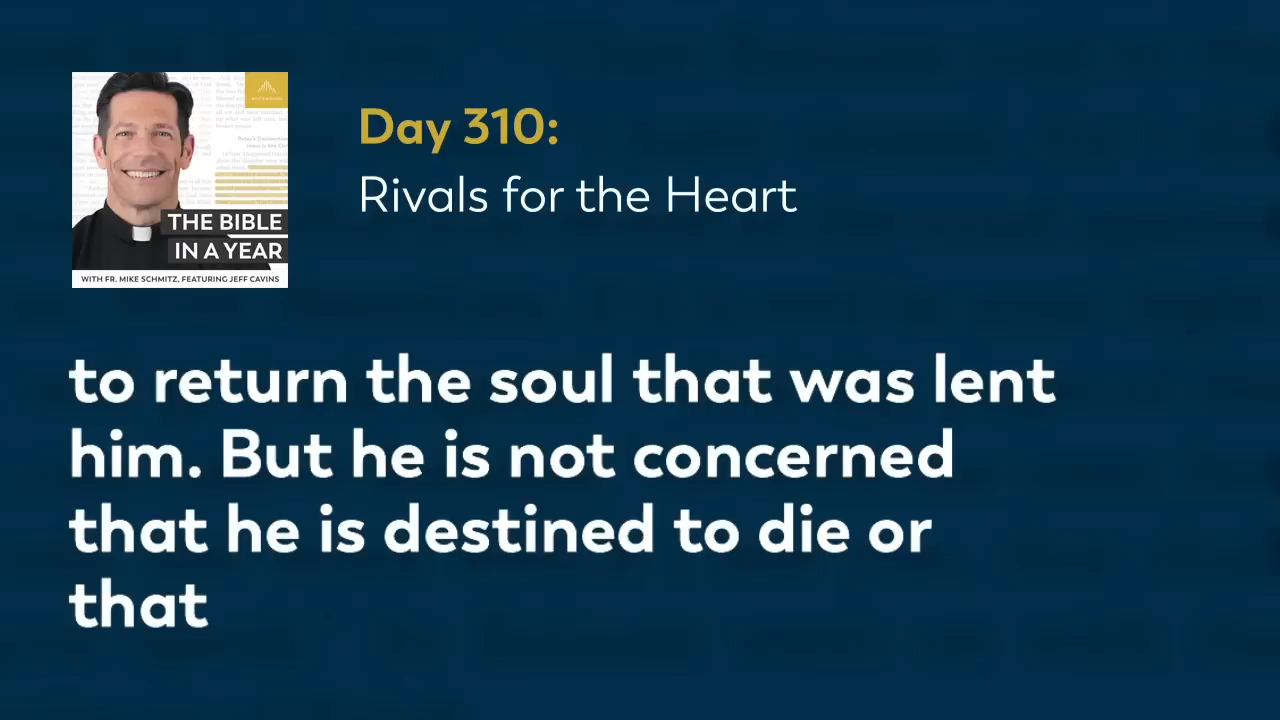 THE BIBLE
IN A YEAR
WITH FR. MIKE SCHMITZ, FEATURING JEFF CAVINS
Day 310:
Rivals for the Heart
to return the soul that was lent
him. But he is not concerned
that he is destined to die or
that